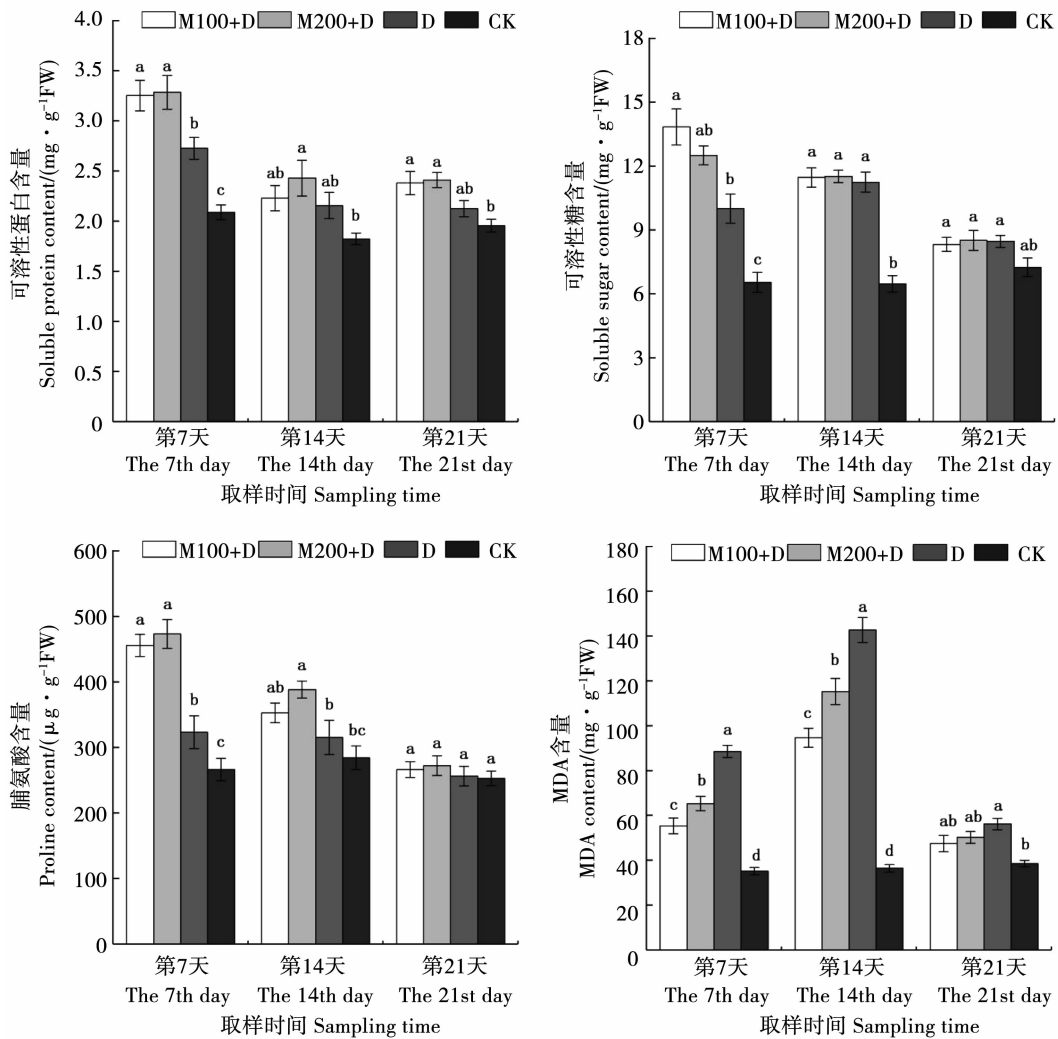 M100+D M200+D D CK
可溶性蛋白含量
Soluble protein content/(mg·g⁻¹FW)
4.0
3.5
3.0
2.5
2.0
1.5
1.0
0.5
0
a a b c
ab a ab b
a a ab b
第7天 第14天 第21天
The 7th day The 14th day The 21st day
取样时间 Sampling time
M100+D M200+D D CK
可溶性糖含量
Soluble sugar content/(mg·g⁻¹FW)
18
15
12
9
6
3
0
a ab b c
a a a b
a a a ab
第7天 第14天 第21天
The 7th day The 14th day The 21st day
取样时间 Sampling time
M100+D M200+D D CK
脯氨酸含量
Proline content/(μg·g⁻¹FW)
600
500
400
300
200
100
0
a a b c
ab a b bc
a a a a
第7天 第14天 第21天
The 7th day The 14th day The 21st day
取样时间 Sampling time
M100+D M200+D D CK
MDA含量
MDA content/(mg·g⁻¹FW)
180
160
140
120
100
80
60
40
20
0
c b a d
c b a d
ab ab a b
第7天 第14天 第21天
The 7th day The 14th day The 21st day
取样时间 Sampling time